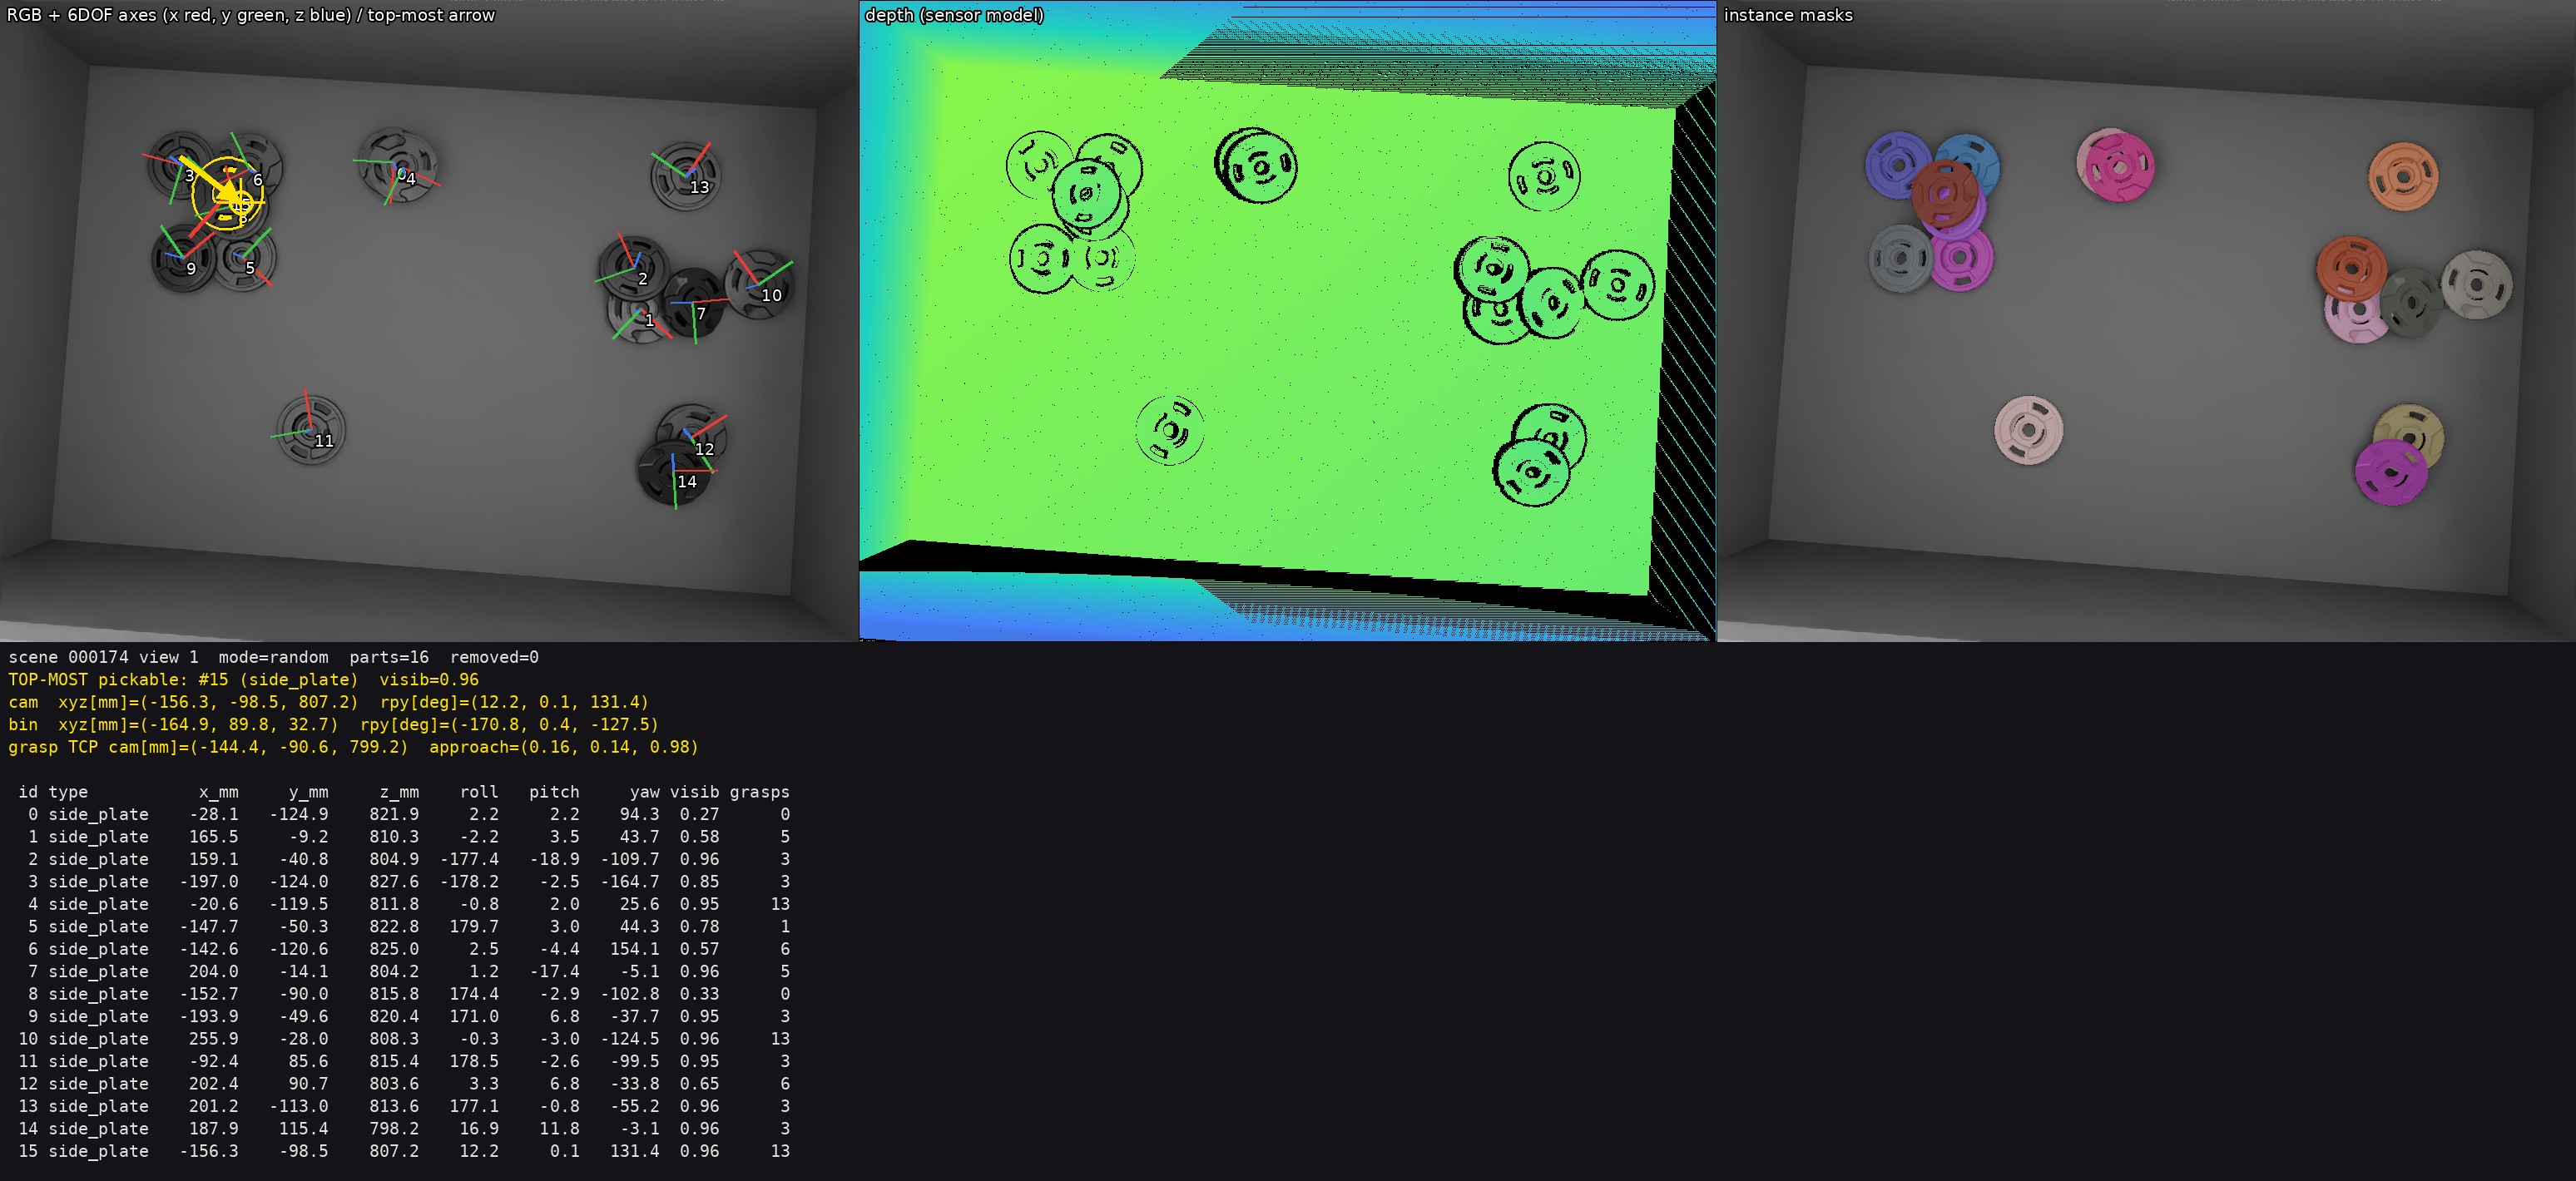 RGB + 6DOF axes (x red, y green, z blue) / top-most arrow
depth (sensor model)
instance masks
3
6
15
8
9
5
0
4
13
2
1
7
10
11
12
14
scene 000174 view 1 mode=random parts=16 removed=0
TOP-MOST pickable: #15 (side_plate) visib=0.96
cam xyz[mm]=(-156.3, -98.5, 807.2) rpy[deg]=(12.2, 0.1, 131.4)
bin xyz[mm]=(-164.9, 89.8, 32.7) rpy[deg]=(-170.8, 0.4, -127.5)
grasp TCP cam[mm]=(-144.4, -90.6, 799.2) approach=(0.16, 0.14, 0.98)
id type x_mm y_mm z_mm roll pitch yaw visib grasps
0 side_plate -28.1 -124.9 821.9 2.2 2.2 94.3 0.27 0
1 side_plate 165.5 -9.2 810.3 -2.2 3.5 43.7 0.58 5
2 side_plate 159.1 -40.8 804.9 -177.4 -18.9 -109.7 0.96 3
3 side_plate -197.0 -124.0 827.6 -178.2 -2.5 -164.7 0.85 3
4 side_plate -20.6 -119.5 811.8 -0.8 2.0 25.6 0.95 13
5 side_plate -147.7 -50.3 822.8 179.7 3.0 44.3 0.78 1
6 side_plate -142.6 -120.6 825.0 2.5 -4.4 154.1 0.57 6
7 side_plate 204.0 -14.1 804.2 1.2 -17.4 -5.1 0.96 5
8 side_plate -152.7 -90.0 815.8 174.4 -2.9 -102.8 0.33 0
9 side_plate -193.9 -49.6 820.4 171.0 6.8 -37.7 0.95 3
10 side_plate 255.9 -28.0 808.3 -0.3 -3.0 -124.5 0.96 13
11 side_plate -92.4 85.6 815.4 178.5 -2.6 -99.5 0.95 3
12 side_plate 202.4 90.7 803.6 3.3 6.8 -33.8 0.65 6
13 side_plate 201.2 -113.0 813.6 177.1 -0.8 -55.2 0.96 3
14 side_plate 187.9 115.4 798.2 16.9 11.8 -3.1 0.96 3
15 side_plate -156.3 -98.5 807.2 12.2 0.1 131.4 0.96 13